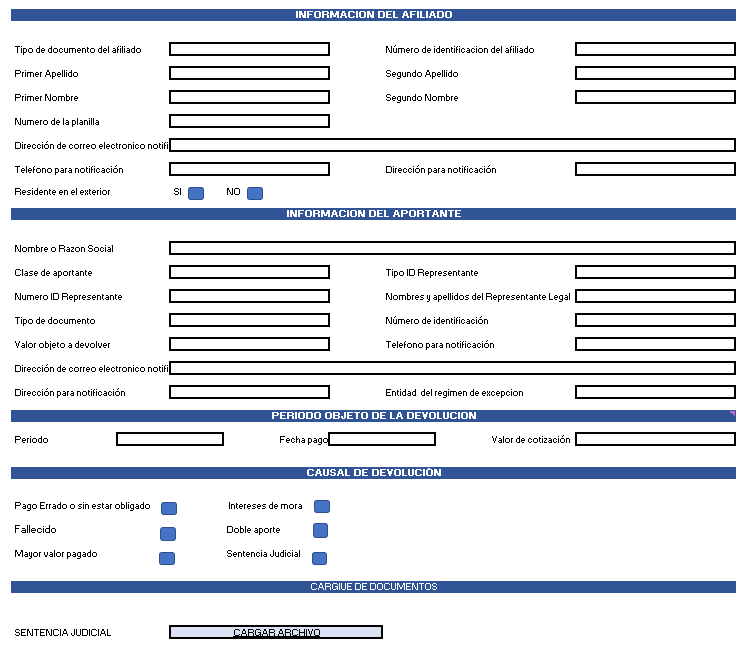 INFORMACION DEL AFILIADO
Tipo de documento del afiliado Número de identificacion del afiliado
Primer Apellido Segundo Apellido
Primer Nombre Segundo Nombre
Numero de la planilla
Dirección de correo electronico notifi
Telefono para notificación Dirección para notificación
Residente en el exterior SI NO
INFORMACION DEL APORTANTE
Nombre o Razon Social
Clase de aportante Tipo ID Representante
Numero ID Representante Nombres y apellidos del Representante Legal
Tipo de documento Número de identificación
Valor objeto a devolver Telefono para notificación
Dirección de correo electronico notifi
Dirección para notificación Entidad del regimen de excepcion
PERIODO OBJETO DE LA DEVOLUCION
Periodo Fecha pago Valor de cotización
CAUSAL DE DEVOLUCIÓN
Pago Errado o sin estar obligado Intereses de mora
Fallecido Doble aporte
Mayor valor pagado Sentencia Judicial
CARGIUE DE DOCUMENTOS
SENTENCIA JUDICIAL CARGAR ARCHIVO